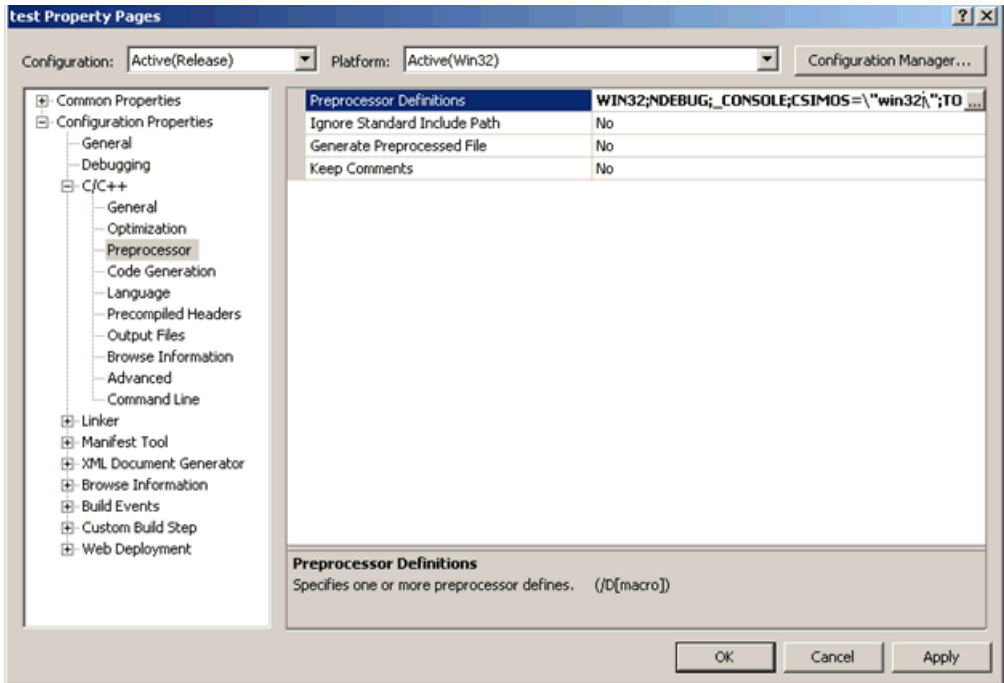 test Property Pages
Configuration: Active(Release) Platform: Active(Win32) Configuration Manager...
Common Properties
Configuration Properties
General
Debugging
C/C++
General
Optimization
Preprocessor
Code Generation
Language
Precompiled Headers
Output Files
Browse Information
Advanced
Command Line
Linker
Manifest Tool
XML Document Generator
Browse Information
Build Events
Custom Build Step
Web Deployment
Preprocessor Definitions WIN32;NDEBUG;_CONSOLE;CSIMOS=\"win32\";TO ...
Ignore Standard Include Path No
Generate Preprocessed File No
Keep Comments No
Preprocessor Definitions
Specifies one or more preprocessor defines. (/D[macro])
OK Cancel Apply